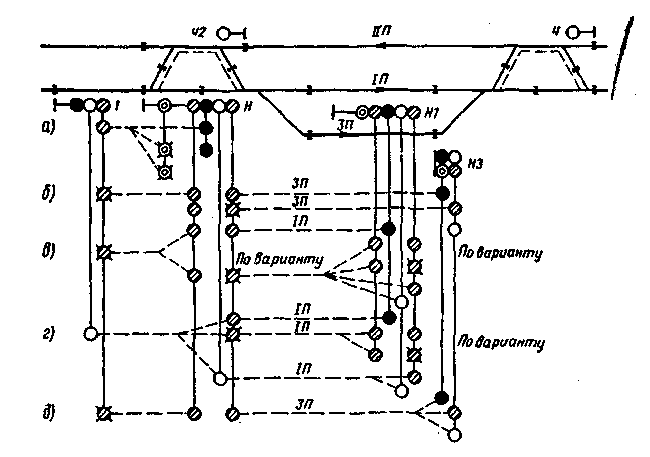 Ч2
IIП
Ч
IП
1
Н
3П
Н1
Н3
а)
б)
3П
3П
IП
в)
По варианту
По варианту
г)
IП
IП
По варианту
IП
д)
3П